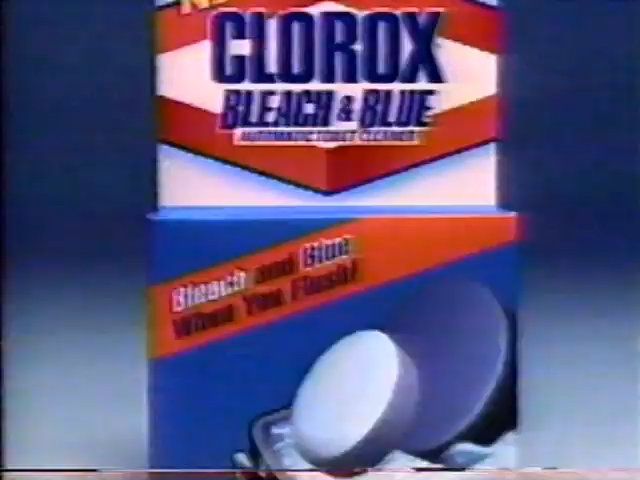 CLOROX
BLEACH & BLUE
AUTOMATIC TOILET CLEANER
Bleach and Blue
When You Flush!